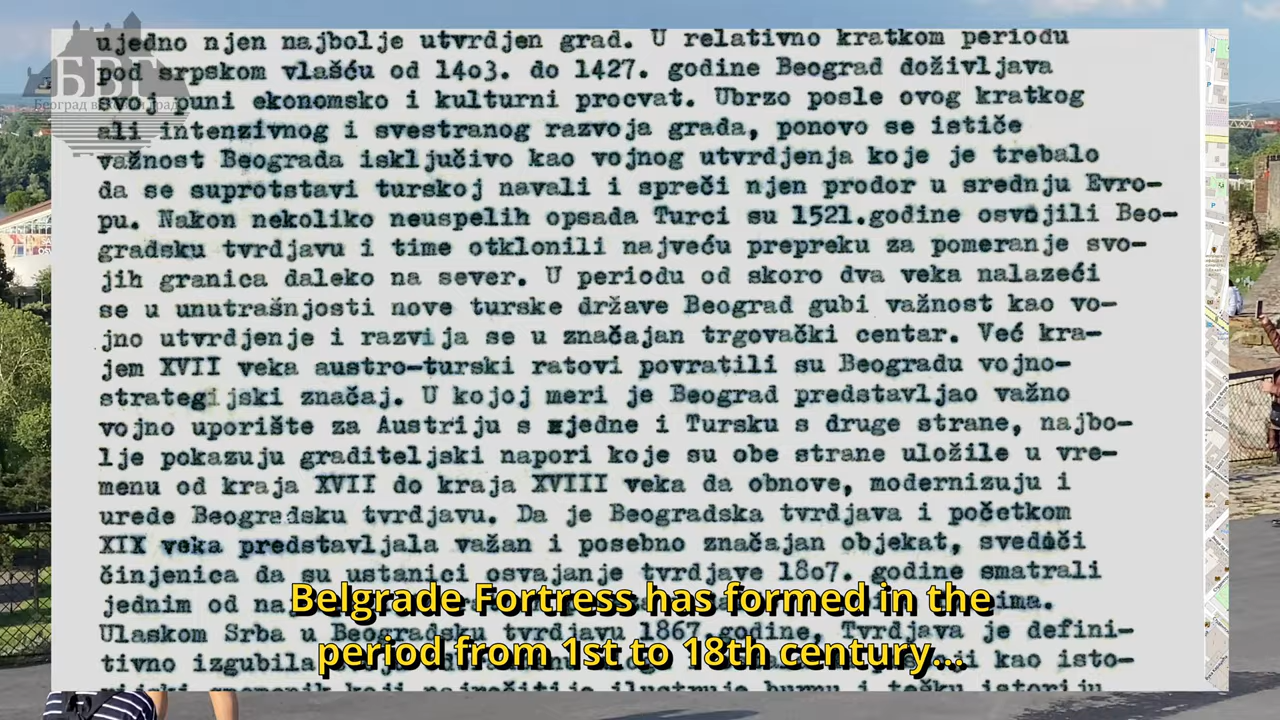 БВГ
Београд
ujedno njen najbolje utvrdjen grad. U relativno kratkom periodu
pod srpskom vlašću od 14o3. do 1427. godine Beograd doživljava
svoj puni ekonomsko i kulturni procvat. Ubrzo posle ovog kratkog
ali intenzivnog i svestranog razvoja grada, ponovo se ističe
važnost Beograda isključivo kao vojnog utvrdjenja koje je trebalo
da se suprotstavi turskoj navali i spreči njen prodor u srednju Evro-
pu. Nakon nekoliko neuspelih opsada Turci su 1521.godine osvojili Beo-
gradsku tvrdjavu i time otklonili najveću prepreku za pomeranje svo-
jih granica daleko na sever. U periodu od skoro dva veka nalazeći
se u unutrašnjosti nove turske države Beograd gubi važnost kao vo-
jno utvrdjenje i razvija se u značajan trgovački centar. Već kra-
jem XVII veka austro-turski ratovi povratili su Beogradu vojno-
strategijski značaj. U kojoj meri je Beograd predstavljao važno
vojno uporište za Austriju s jedne i Tursku s druge strane, najbo-
lje pokazuju graditeljski napori koje su obe strane uložile u vre-
menu od kraja XVII do kraja XVIII veka da obnove, modernizuju i
urede Beogradsku tvrdjavu. Da je Beogradska tvrdjava i početkom
XIX veka predstavljala važan i posebno značajan objekat, svedoči
činjenica da su ustanici osvajanje tvrdjave 18o7. godine smatrali
jednim od
Ulaskom Srba u Beogradsku tvrdjavu 1867.godine, Tvrdjava je defini-
tivno izgubila i kao isto-
Belgrade Fortress has formed in the
period from 1st to 18th century...